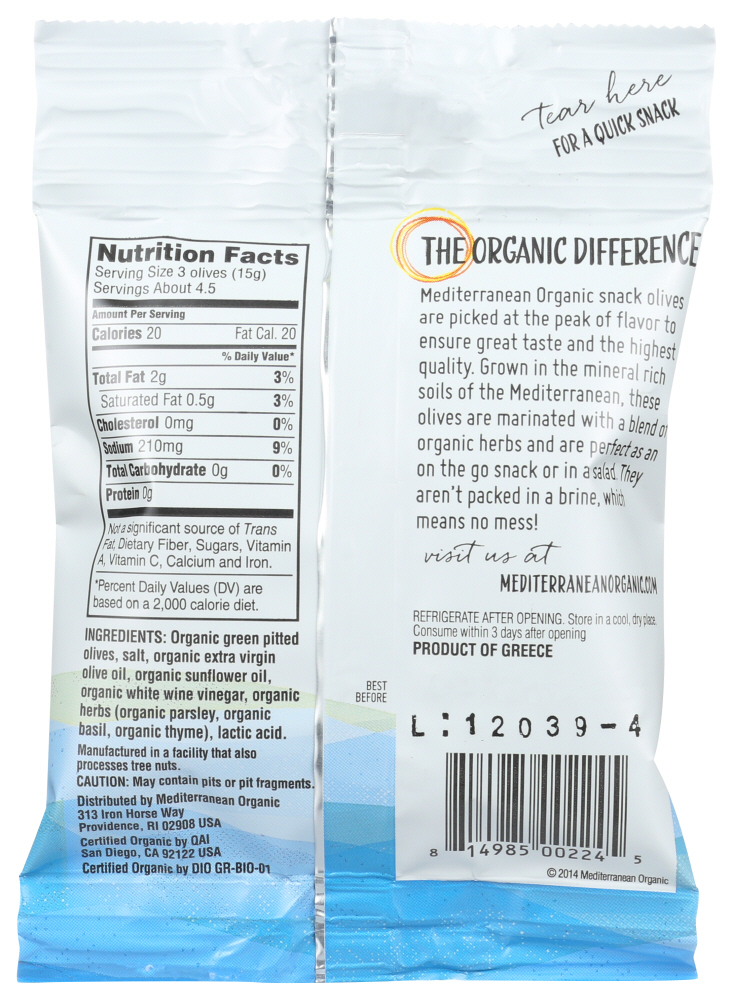 tear here
FOR A QUICK SNACK
Nutrition Facts
Serving Size 3 olives (15g)
Servings About 4.5
Amount Per Serving
Calories 20 Fat Cal. 20
% Daily Value*
Total Fat 2g 3%
Saturated Fat 0.5g 3%
Cholesterol 0mg 0%
Sodium 210mg 9%
Total Carbohydrate 0g 0%
Protein 0g
Not a significant source of Trans
Fat, Dietary Fiber, Sugars, Vitamin
A, Vitamin C, Calcium and Iron.
*Percent Daily Values (DV) are
based on a 2,000 calorie diet.
INGREDIENTS: Organic green pitted
olives, salt, organic extra virgin
olive oil, organic sunflower oil,
organic white wine vinegar, organic
herbs (organic parsley, organic
basil, organic thyme), lactic acid.
Manufactured in a facility that also
processes tree nuts.
CAUTION: May contain pits or pit fragments.
Distributed by Mediterranean Organic
313 Iron Horse Way
Providence, RI 02908 USA
Certified Organic by QAI
San Diego, CA 92122 USA
Certified Organic by DIO GR-BIO-01
THE ORGANIC DIFFERENCE
Mediterranean Organic snack olives
are picked at the peak of flavor to
ensure great taste and the highest
quality. Grown in the mineral rich
soils of the Mediterranean, these
olives are marinated with a blend of
organic herbs and are perfect as an
on the go snack or in a salad. They
aren't packed in a brine, which
means no mess!
visit us at
MEDITERRANEANORGANIC.COM
REFRIGERATE AFTER OPENING. Store in a cool, dry place.
Consume within 3 days after opening
PRODUCT OF GREECE
BEST
BEFORE
L:12039-4
8 14985 00224 5
© 2014 Mediterranean Organic